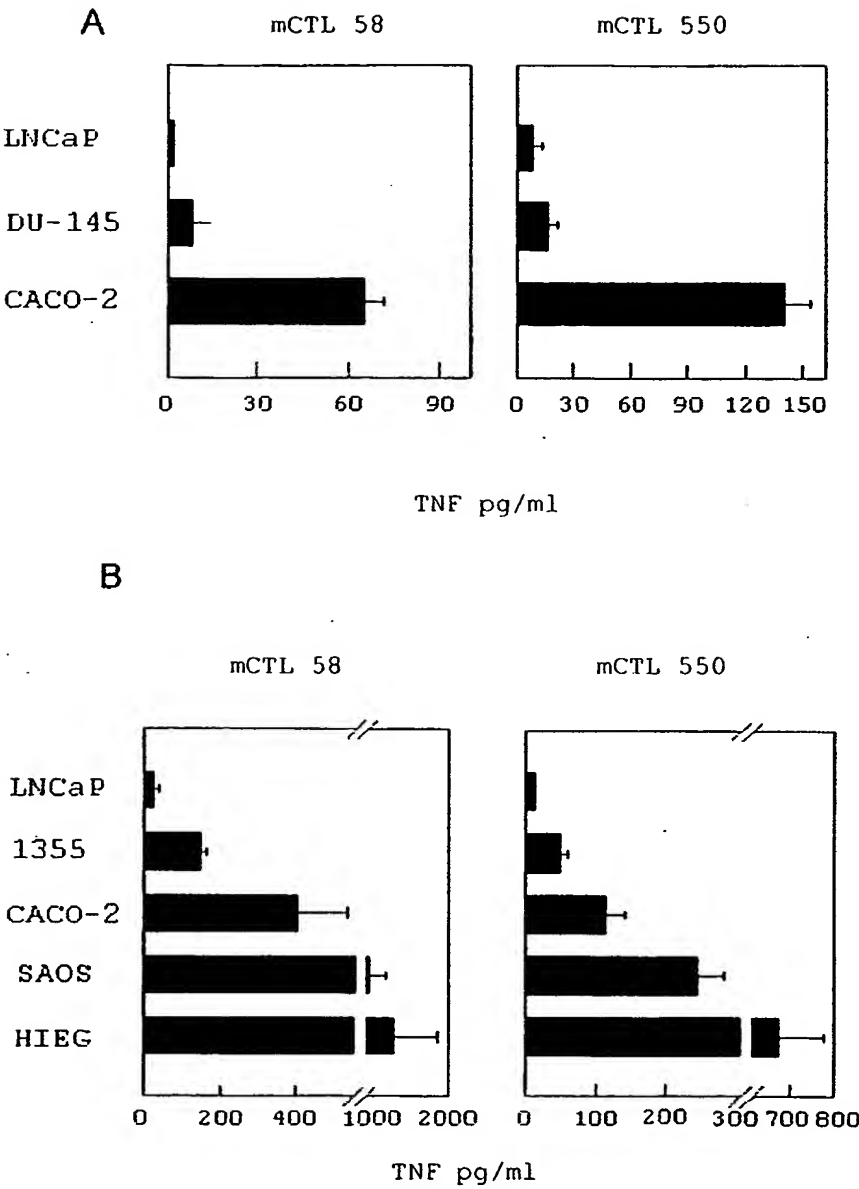 A
mCTL 58 mCTL 550
LNCaP
DU-145
CACO-2
0 30 60 90 0 30 60 90 120 150
TNF pg/ml
B
mCTL 58 mCTL 550
LNCaP
1355
CACO-2
SAOS
HIEG
0 200 400 1000 2000 0 100 200 300 700 800
TNF pg/ml